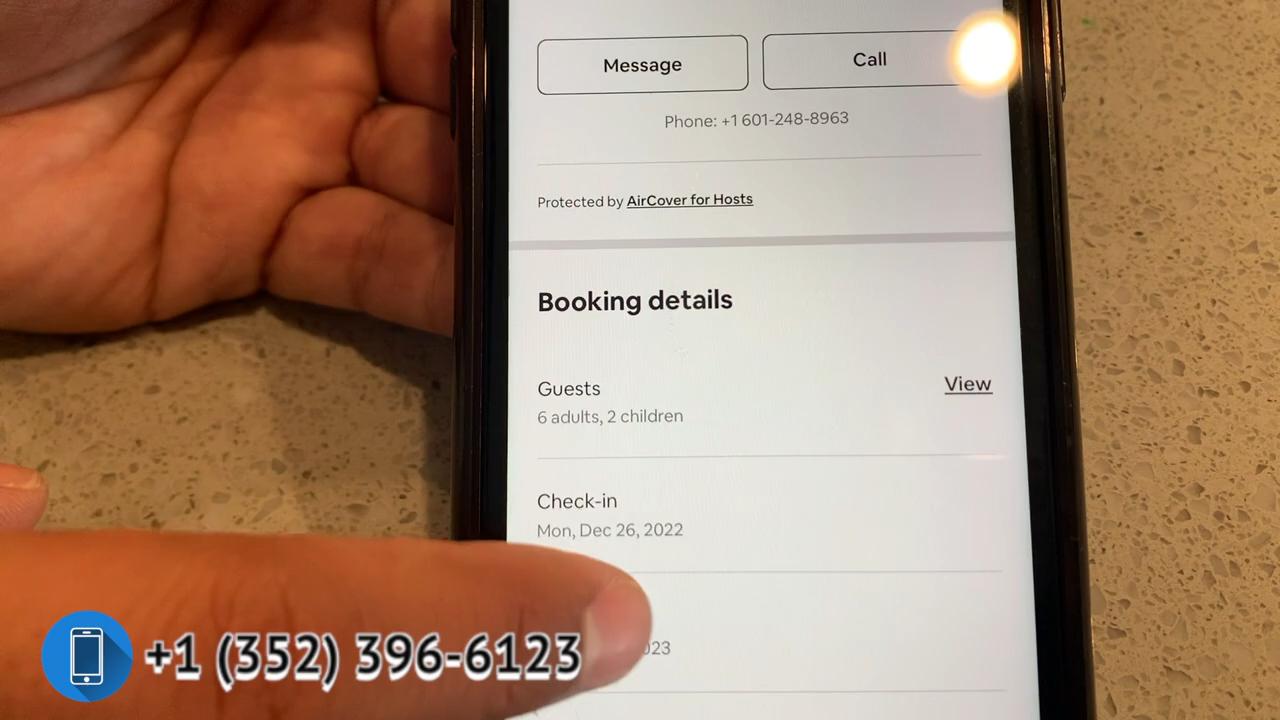 Message
Call
Phone: +1 601-248-8963
Protected by AirCover for Hosts
Booking details
Guests
View
6 adults, 2 children
Check-in
Mon, Dec 26, 2022
+1 (352) 396-6123